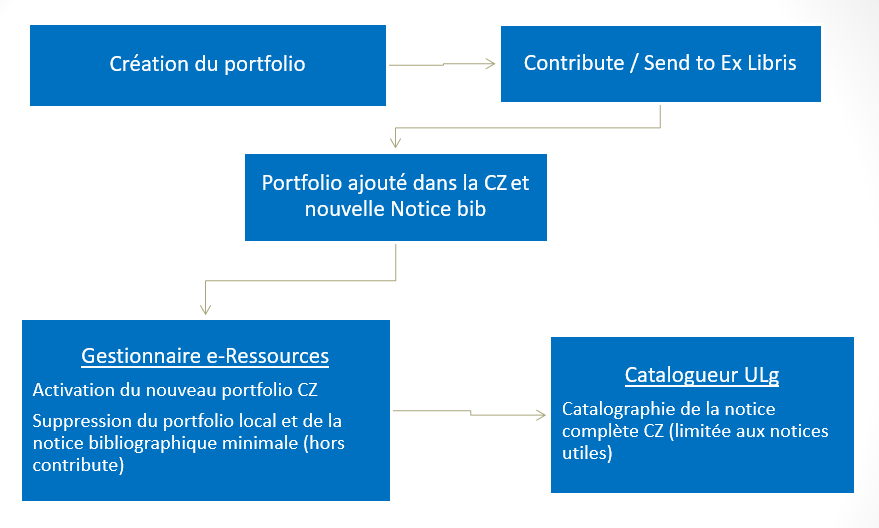 Création du portfolio
Contribute / Send to Ex Libris
Portfolio ajouté dans la CZ et
nouvelle Notice bib
Gestionnaire e-Ressources
Activation du nouveau portfolio CZ
Suppression du portfolio local et de la
notice bibliographique minimale (hors
contribute)
Catalogueur ULg
Catalographie de la notice
complète CZ (limitée aux notices
utiles)